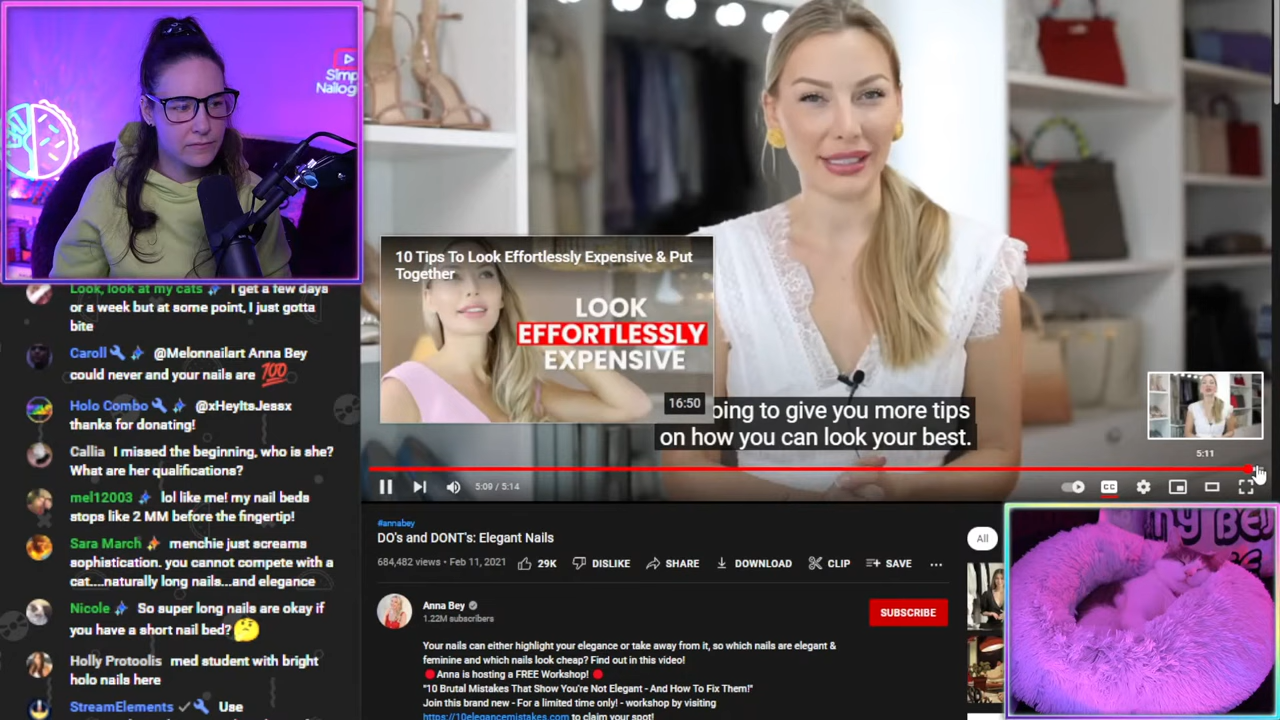 Simp
Nailog
Look, look at my cats I get a few days
or a week but at some point, I just gotta
bite
Caroll @Melonnailart Anna Bey
could never and your nails are 100
Holo Combo @xHeyItsJessx
thanks for donating!
Callia I missed the beginning, who is she?
What are her qualifications?
mel12003 lol like me! my nail beds
stops like 2 MM before the fingertip!
Sara March menchie just screams
sophistication. you cannot compete with a
cat....naturally long nails...and elegance
Nicole So super long nails are okay if
you have a short nail bed?
Holly Protoolis med student with bright
holo nails here
StreamElements Use
10 Tips To Look Effortlessly Expensive & Put
Together
LOOK
EFFORTLESSLY
EXPENSIVE
16:50
oing to give you more tips
on how you can look your best.
5:11
5:09 / 5:14
CC
#annabey
DO's and DONT's: Elegant Nails
684,482 views • Feb 11, 2021
29K
DISLIKE
SHARE
DOWNLOAD
CLIP
SAVE
All
Anna Bey
1.22M subscribers
SUBSCRIBE
Your nails can either highlight your elegance or take away from it, so which nails are elegant &
feminine and which nails look cheap? Find out in this video!
Anna is hosting a FREE Workshop!
"10 Brutal Mistakes That Show You're Not Elegant - And How To Fix Them!"
Join this brand new - For a limited time only! - workshop by visiting
https://10elegancemistakes.com to claim your spot!
MY BED